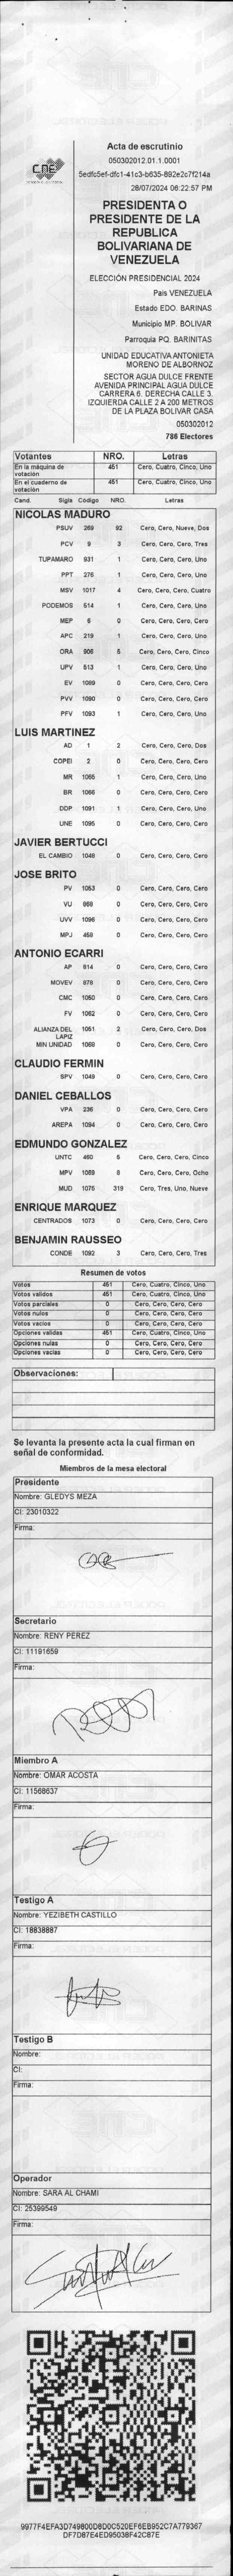 CNE
Acta de escrutinio
050302012.01.1.0001
5edfc5ef-dfc1-41c3-b635-892e2c7f214a
28/07/2024 06:22:57 PM
PRESIDENTA O
PRESIDENTE DE LA
REPUBLICA
BOLIVARIANA DE
VENEZUELA
ELECCIÓN PRESIDENCIAL 2024
Pais VENEZUELA
Estado EDO. BARINAS
Municipio MP. BOLIVAR
Parroquia PQ. BARINITAS
UNIDAD EDUCATIVA ANTONIETA
MORENO DE ALBORNOZ
SECTOR AGUA DULCE FRENTE
AVENIDA PRINCIPAL AGUA DULCE
CARRERA 6. DERECHA CALLE 3.
IZQUIERDA CALLE 2 A 200 METROS
DE LA PLAZA BOLIVAR CASA
050302012
786 Electores
Votantes NRO. Letras
En la máquina de votación 451 Cero, Cuatro, Cinco, Uno
En el cuaderno de votación 451 Cero, Cuatro, Cinco, Uno
Cand. Sigla Código NRO. Letras
NICOLAS MADURO
PSUV 269 92 Cero, Cero, Nueve, Dos
PCV 9 3 Cero, Cero, Cero, Tres
TUPAMARO 931 1 Cero, Cero, Cero, Uno
PPT 276 1 Cero, Cero, Cero, Uno
MSV 1017 4 Cero, Cero, Cero, Cuatro
PODEMOS 514 1 Cero, Cero, Cero, Uno
MEP 6 0 Cero, Cero, Cero, Cero
APC 219 1 Cero, Cero, Cero, Uno
ORA 906 5 Cero, Cero, Cero, Cinco
UPV 513 1 Cero, Cero, Cero, Uno
EV 1089 0 Cero, Cero, Cero, Cero
PVV 1090 0 Cero, Cero, Cero, Cero
PFV 1093 1 Cero, Cero, Cero, Uno
LUIS MARTINEZ
AD 1 2 Cero, Cero, Cero, Dos
COPEI 2 0 Cero, Cero, Cero, Cero
MR 1065 1 Cero, Cero, Cero, Uno
BR 1066 0 Cero, Cero, Cero, Cero
DDP 1091 1 Cero, Cero, Cero, Uno
UNE 1095 0 Cero, Cero, Cero, Cero
JAVIER BERTUCCI
EL CAMBIO 1048 0 Cero, Cero, Cero, Cero
JOSE BRITO
PV 1053 0 Cero, Cero, Cero, Cero
VU 868 0 Cero, Cero, Cero, Cero
UVV 1096 0 Cero, Cero, Cero, Cero
MPJ 458 0 Cero, Cero, Cero, Cero
ANTONIO ECARRI
AP 614 0 Cero, Cero, Cero, Cero
MOVEV 878 0 Cero, Cero, Cero, Cero
CMC 1050 0 Cero, Cero, Cero, Cero
FV 1062 0 Cero, Cero, Cero, Cero
ALIANZA DEL LAPIZ 1051 2 Cero, Cero, Cero, Dos
MIN UNIDAD 1068 0 Cero, Cero, Cero, Cero
CLAUDIO FERMIN
SPV 1049 0 Cero, Cero, Cero, Cero
DANIEL CEBALLOS
VPA 236 0 Cero, Cero, Cero, Cero
AREPA 1094 0 Cero, Cero, Cero, Cero
EDMUNDO GONZALEZ
UNTC 460 5 Cero, Cero, Cero, Cinco
MPV 1069 8 Cero, Cero, Cero, Ocho
MUD 1076 319 Cero, Tres, Uno, Nueve
ENRIQUE MARQUEZ
CENTRADOS 1073 0 Cero, Cero, Cero, Cero
BENJAMIN RAUSSEO
CONDE 1092 3 Cero, Cero, Cero, Tres
Resumen de votos
Votos 451 Cero, Cuatro, Cinco, Uno
Votos validos 451 Cero, Cuatro, Cinco, Uno
Votos parciales 0 Cero, Cero, Cero, Cero
Votos nulos 0 Cero, Cero, Cero, Cero
Votos vacios 0 Cero, Cero, Cero, Cero
Opciones validas 451 Cero, Cuatro, Cinco, Uno
Opciones nulas 0 Cero, Cero, Cero, Cero
Opciones vacias 0 Cero, Cero, Cero, Cero
Observaciones:
Se levanta la presente acta la cual firman en
señal de conformidad.
Miembros de la mesa electoral
Presidente
Nombre: GLEDYS MEZA
CI: 23010322
Firma:
Secretario
Nombre: RENY PEREZ
CI: 11191659
Firma:
Miembro A
Nombre: OMAR ACOSTA
CI: 11568637
Firma:
Testigo A
Nombre: YEZIBETH CASTILLO
CI: 18838887
Firma:
Testigo B
Nombre:
CI:
Firma:
Operador
Nombre: SARA AL CHAMI
CI: 25399549
Firma:
9977F4EFA3D749800D8D0C520EF6EB952C7A779367
DF7D87E4ED95038F42C87E